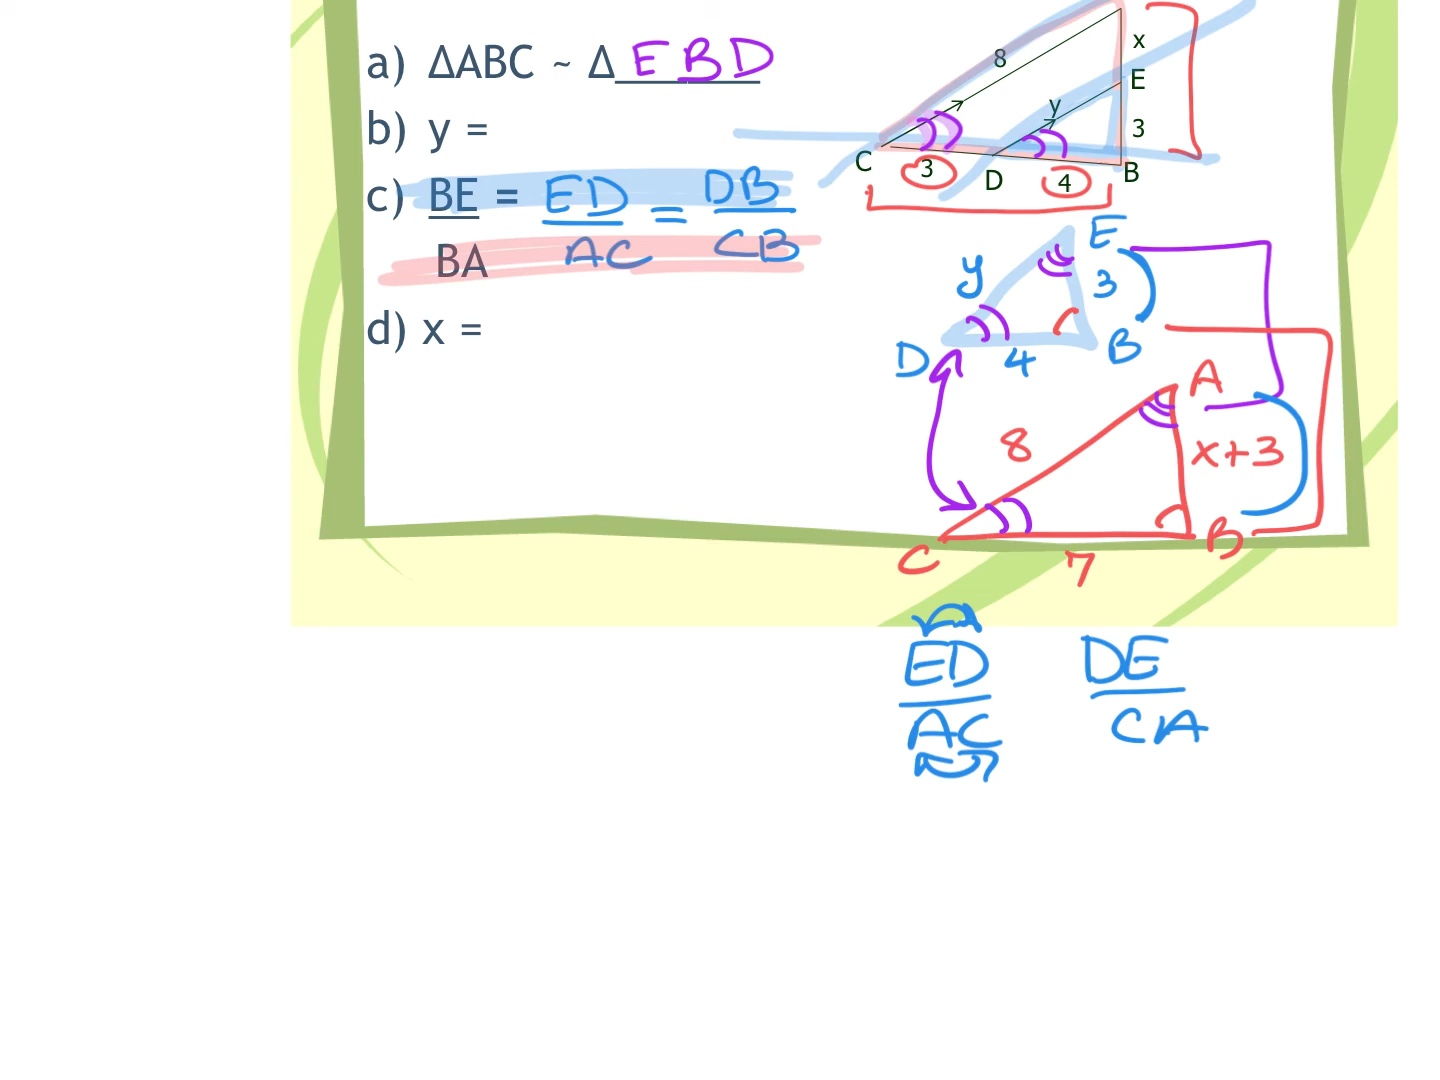 a) ΔABC ~ Δ EBD
b) y =
c) BE = ED = DB
BA AC CB
d) x =
8
x
E
y
3
C
3
D
4
B
E
y
3
D
4
B
A
8
x+3
C
7
B
ED DE
AC CA